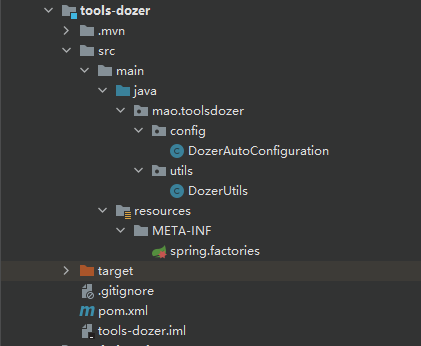 tools-dozer
.mvn
src
main
java
mao.toolsdozer
config
DozerAutoConfiguration
utils
DozerUtils
resources
META-INF
spring.factories
target
.gitignore
pom.xml
tools-dozer.iml